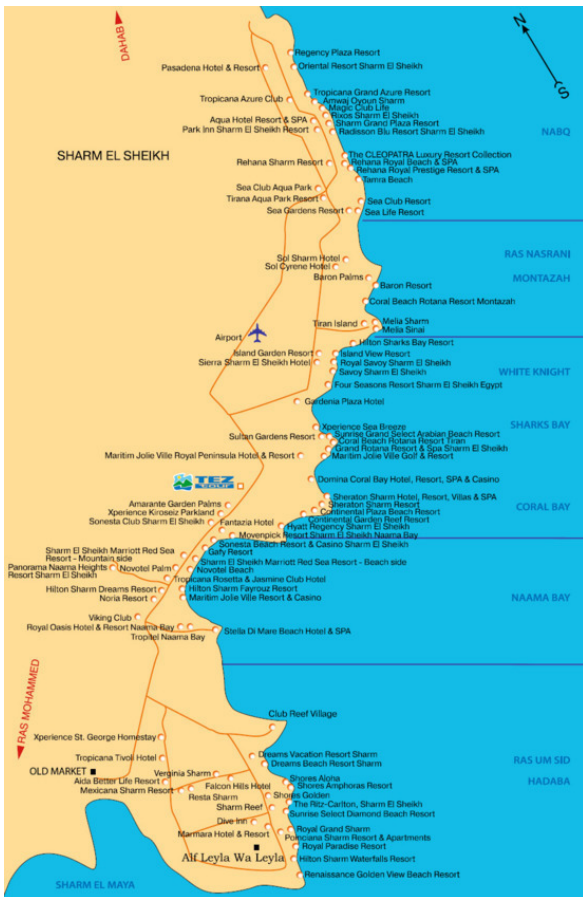 DAHAB
N
S
Regency Plaza Resort
Pasadena Hotel & Resort
Oriental Resort Sharm El Sheikh
Tropicana Grand Azure Resort
Tropicana Azure Club
Amwaj Oyoun Sharm
Magic Club Life
Rixos Sharm El Sheikh
Aqua Hotel Resort & SPA
Sharm Grand Plaza Resort
Park Inn Sharm El Sheikh Resort
Radisson Blu Resort Sharm El Sheikh
NABQ
SHARM EL SHEIKH
The CLEOPATRA Luxury Resort Collection
Rehana Sharm Resort
Rehana Royal Beach & SPA
Rehana Royal Prestige Resort & SPA
Tamra Beach
Sea Club Aqua Park
Tirana Aqua Park Resort
Sea Club Resort
Sea Gardens Resort
Sea Life Resort
RAS NASRANI
Sol Sharm Hotel
Sol Cyrene Hotel
Baron Palms
MONTAZAH
Baron Resort
Coral Beach Rotana Resort Montazah
Tiran Island
Melia Sharm
Melia Sinai
Airport
Hilton Sharks Bay Resort
Island Garden Resort
Island View Resort
Sierra Sharm El Sheikh Hotel
Royal Savoy Sharm El Sheikh
Savoy Sharm El Sheikh
WHITE KNIGHT
Four Seasons Resort Sharm El Sheikh Egypt
Gardenia Plaza Hotel
SHARKS BAY
Xperience Sea Breeze
Sultan Gardens Resort
Sunrise Grand Select Arabian Beach Resort
Coral Beach Rotana Resort Tiran
Grand Rotana Resort & Spa Sharm El Sheikh
Maritim Jolie Ville Royal Peninsula Hotel & Resort
Maritim Jolie Ville Golf & Resort
TEZ TOUR
Domina Coral Bay Hotel, Resort, SPA & Casino
Sheraton Sharm Hotel, Resort, Villas & SPA
Amarante Garden Palms
Sheraton Sharm Resort
CORAL BAY
Xperience Kiroseiz Parkland
Continental Plaza Beach Resort
Continental Garden Reef Resort
Sonesta Club Sharm El Sheikh
Fantazia Hotel
Hyatt Regency Sharm El Sheikh
Movenpick Resort Sharm El Sheikh Naama Bay
Sonesta Beach Resort & Casino Sharm El Sheikh
Gafy Resort
Sharm El Sheikh Marriott Red Sea
Resort - Mountain side
Sharm El Sheikh Marriott Red Sea Resort - Beach side
Panorama Naama Heights
Resort Sharm El Sheikh
Novotel Palm
Novotel Beach
Tropicana Rosetta & Jasmine Club Hotel
Hilton Sharm Dreams Resort
Hilton Sharm Fayrouz Resort
Noria Resort
Maritim Jolie Ville Resort & Casino
NAAMA BAY
Viking Club
Royal Oasis Hotel & Resort Naama Bay
Tropitel Naama Bay
Stella Di Mare Beach Hotel & SPA
RAS MOHAMMED
Club Reef Village
Xperience St. George Homestay
Tropicana Tivoli Hotel
Dreams Vacation Resort Sharm
Dreams Beach Resort Sharm
RAS UM SID
OLD MARKET
Verginia Sharm
Aida Better Life Resort
Shores Aloha
HADABA
Mexicana Sharm Resort
Falcon Hills Hotel
Shores Amphoras Resort
Resta Sharm
Shores Golden
Sharm Reef
The Ritz-Carlton, Sharm El Sheikh
Sunrise Select Diamond Beach Resort
Dive Inn
Marmara Hotel & Resort
Royal Grand Sharm
Pomciana Sharm Resort & Apartments
Royal Paradise Resort
Alf Leyla Wa Leyla
Hilton Sharm Waterfalls Resort
Renaissance Golden View Beach Resort
SHARM EL MAYA